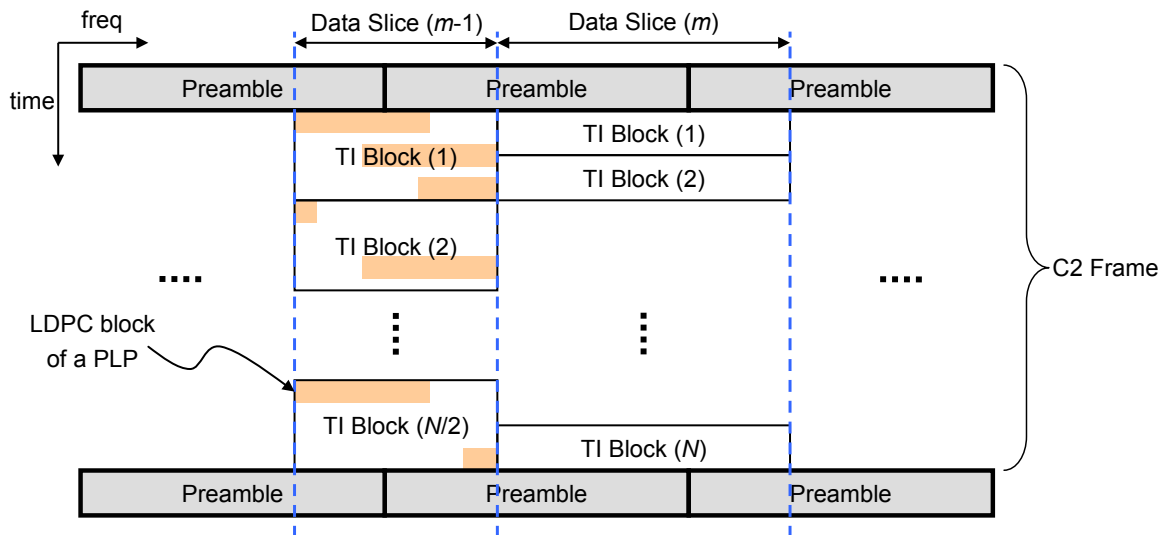 freq
Data Slice (m-1)
Data Slice (m)
time
Preamble
Preamble
Preamble
TI Block (1)
TI Block (1)
TI Block (2)
TI Block (2)
C2 Frame
LDPC block
of a PLP
TI Block (N/2)
TI Block (N)
Preamble
Preamble
Preamble